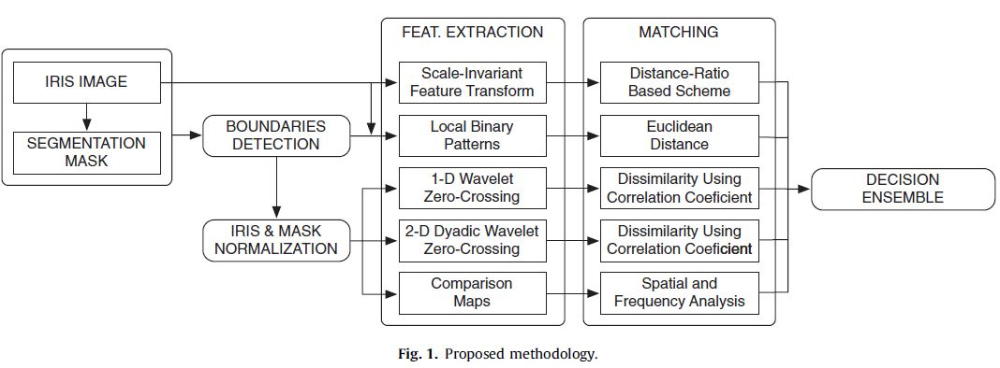 FEAT. EXTRACTION
MATCHING
IRIS IMAGE
SEGMENTATION
MASK
BOUNDARIES
DETECTION
IRIS & MASK
NORMALIZATION
Scale-Invariant
Feature Transform
Local Binary
Patterns
1-D Wavelet
Zero-Crossing
2-D Dyadic Wavelet
Zero-Crossing
Comparison
Maps
Distance-Ratio
Based Scheme
Euclidean
Distance
Dissimilarity Using
Correlation Coeficient
Dissimilarity Using
Correlation Coeficient
Spatial and
Frequency Analysis
DECISION
ENSEMBLE
Fig. 1. Proposed methodology.